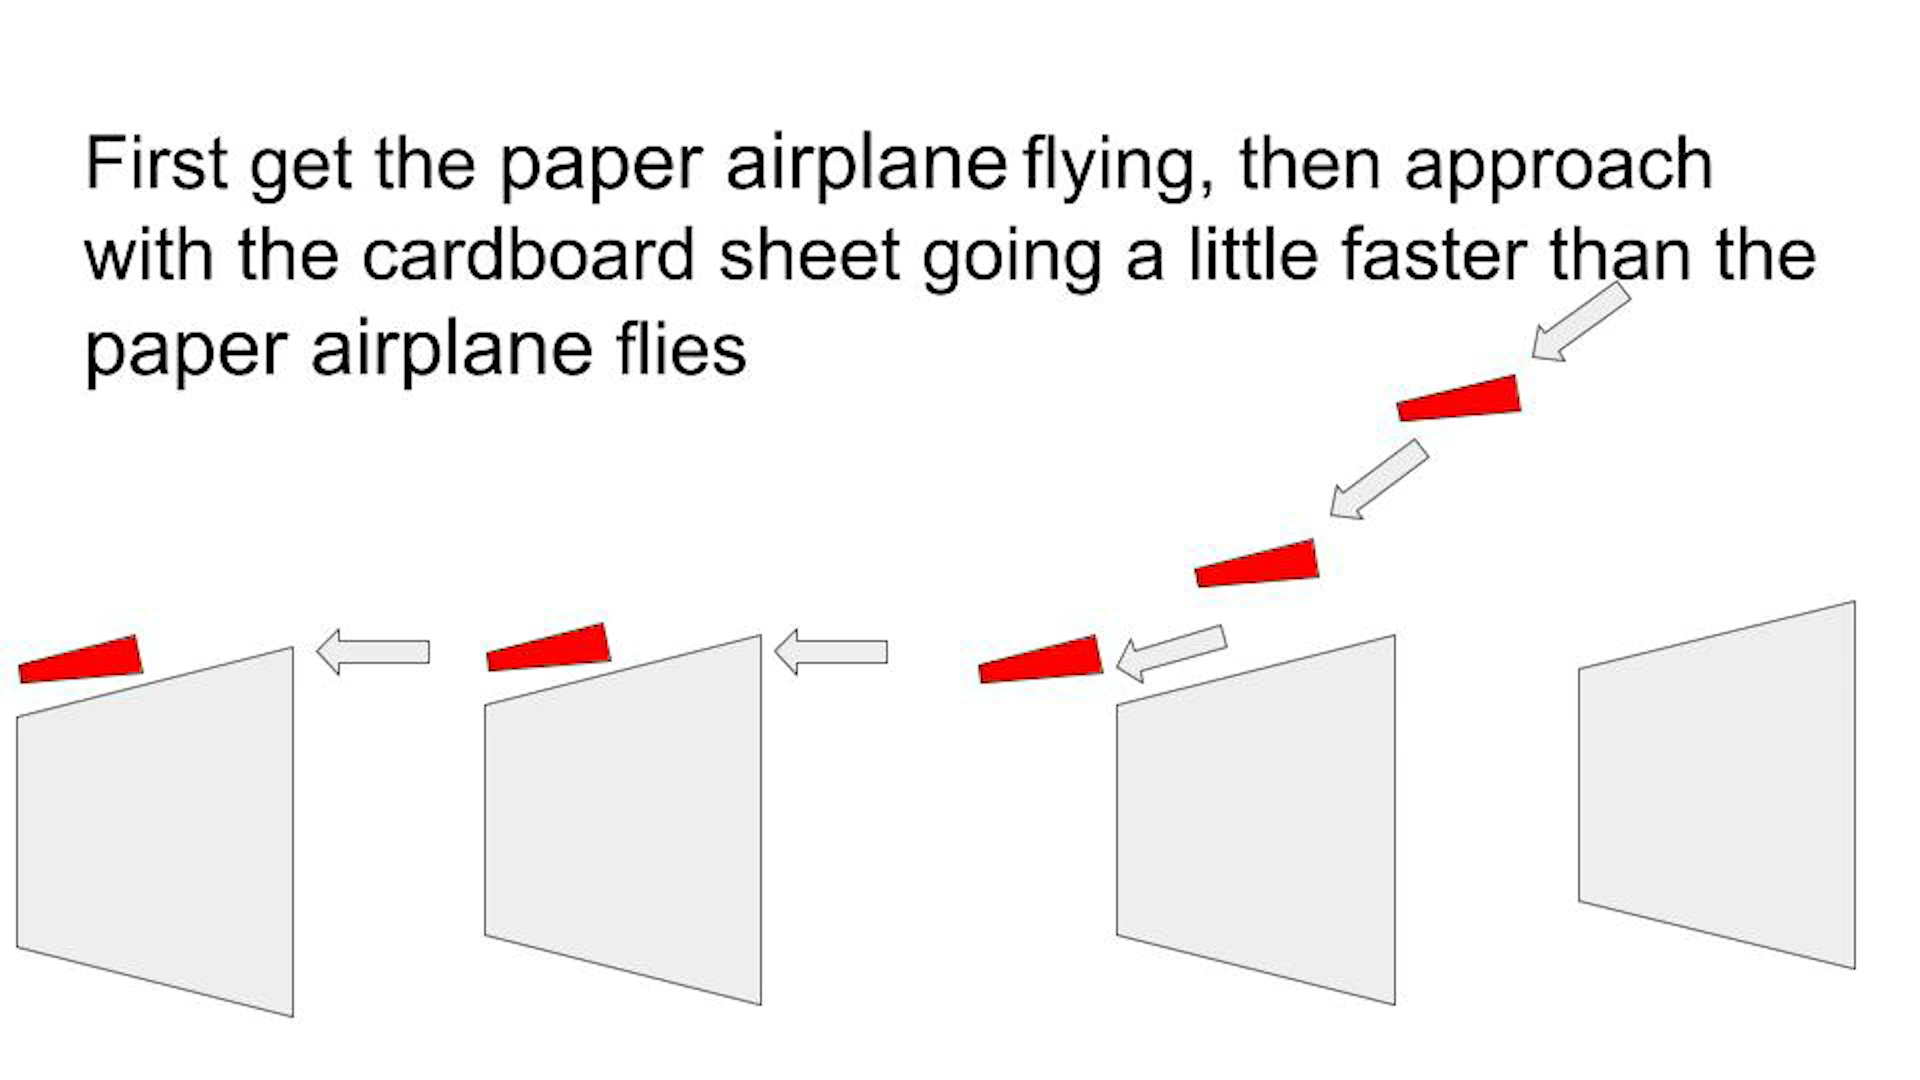 First get the paper airplane flying, then approach
with the cardboard sheet going a little faster than the
paper airplane flies